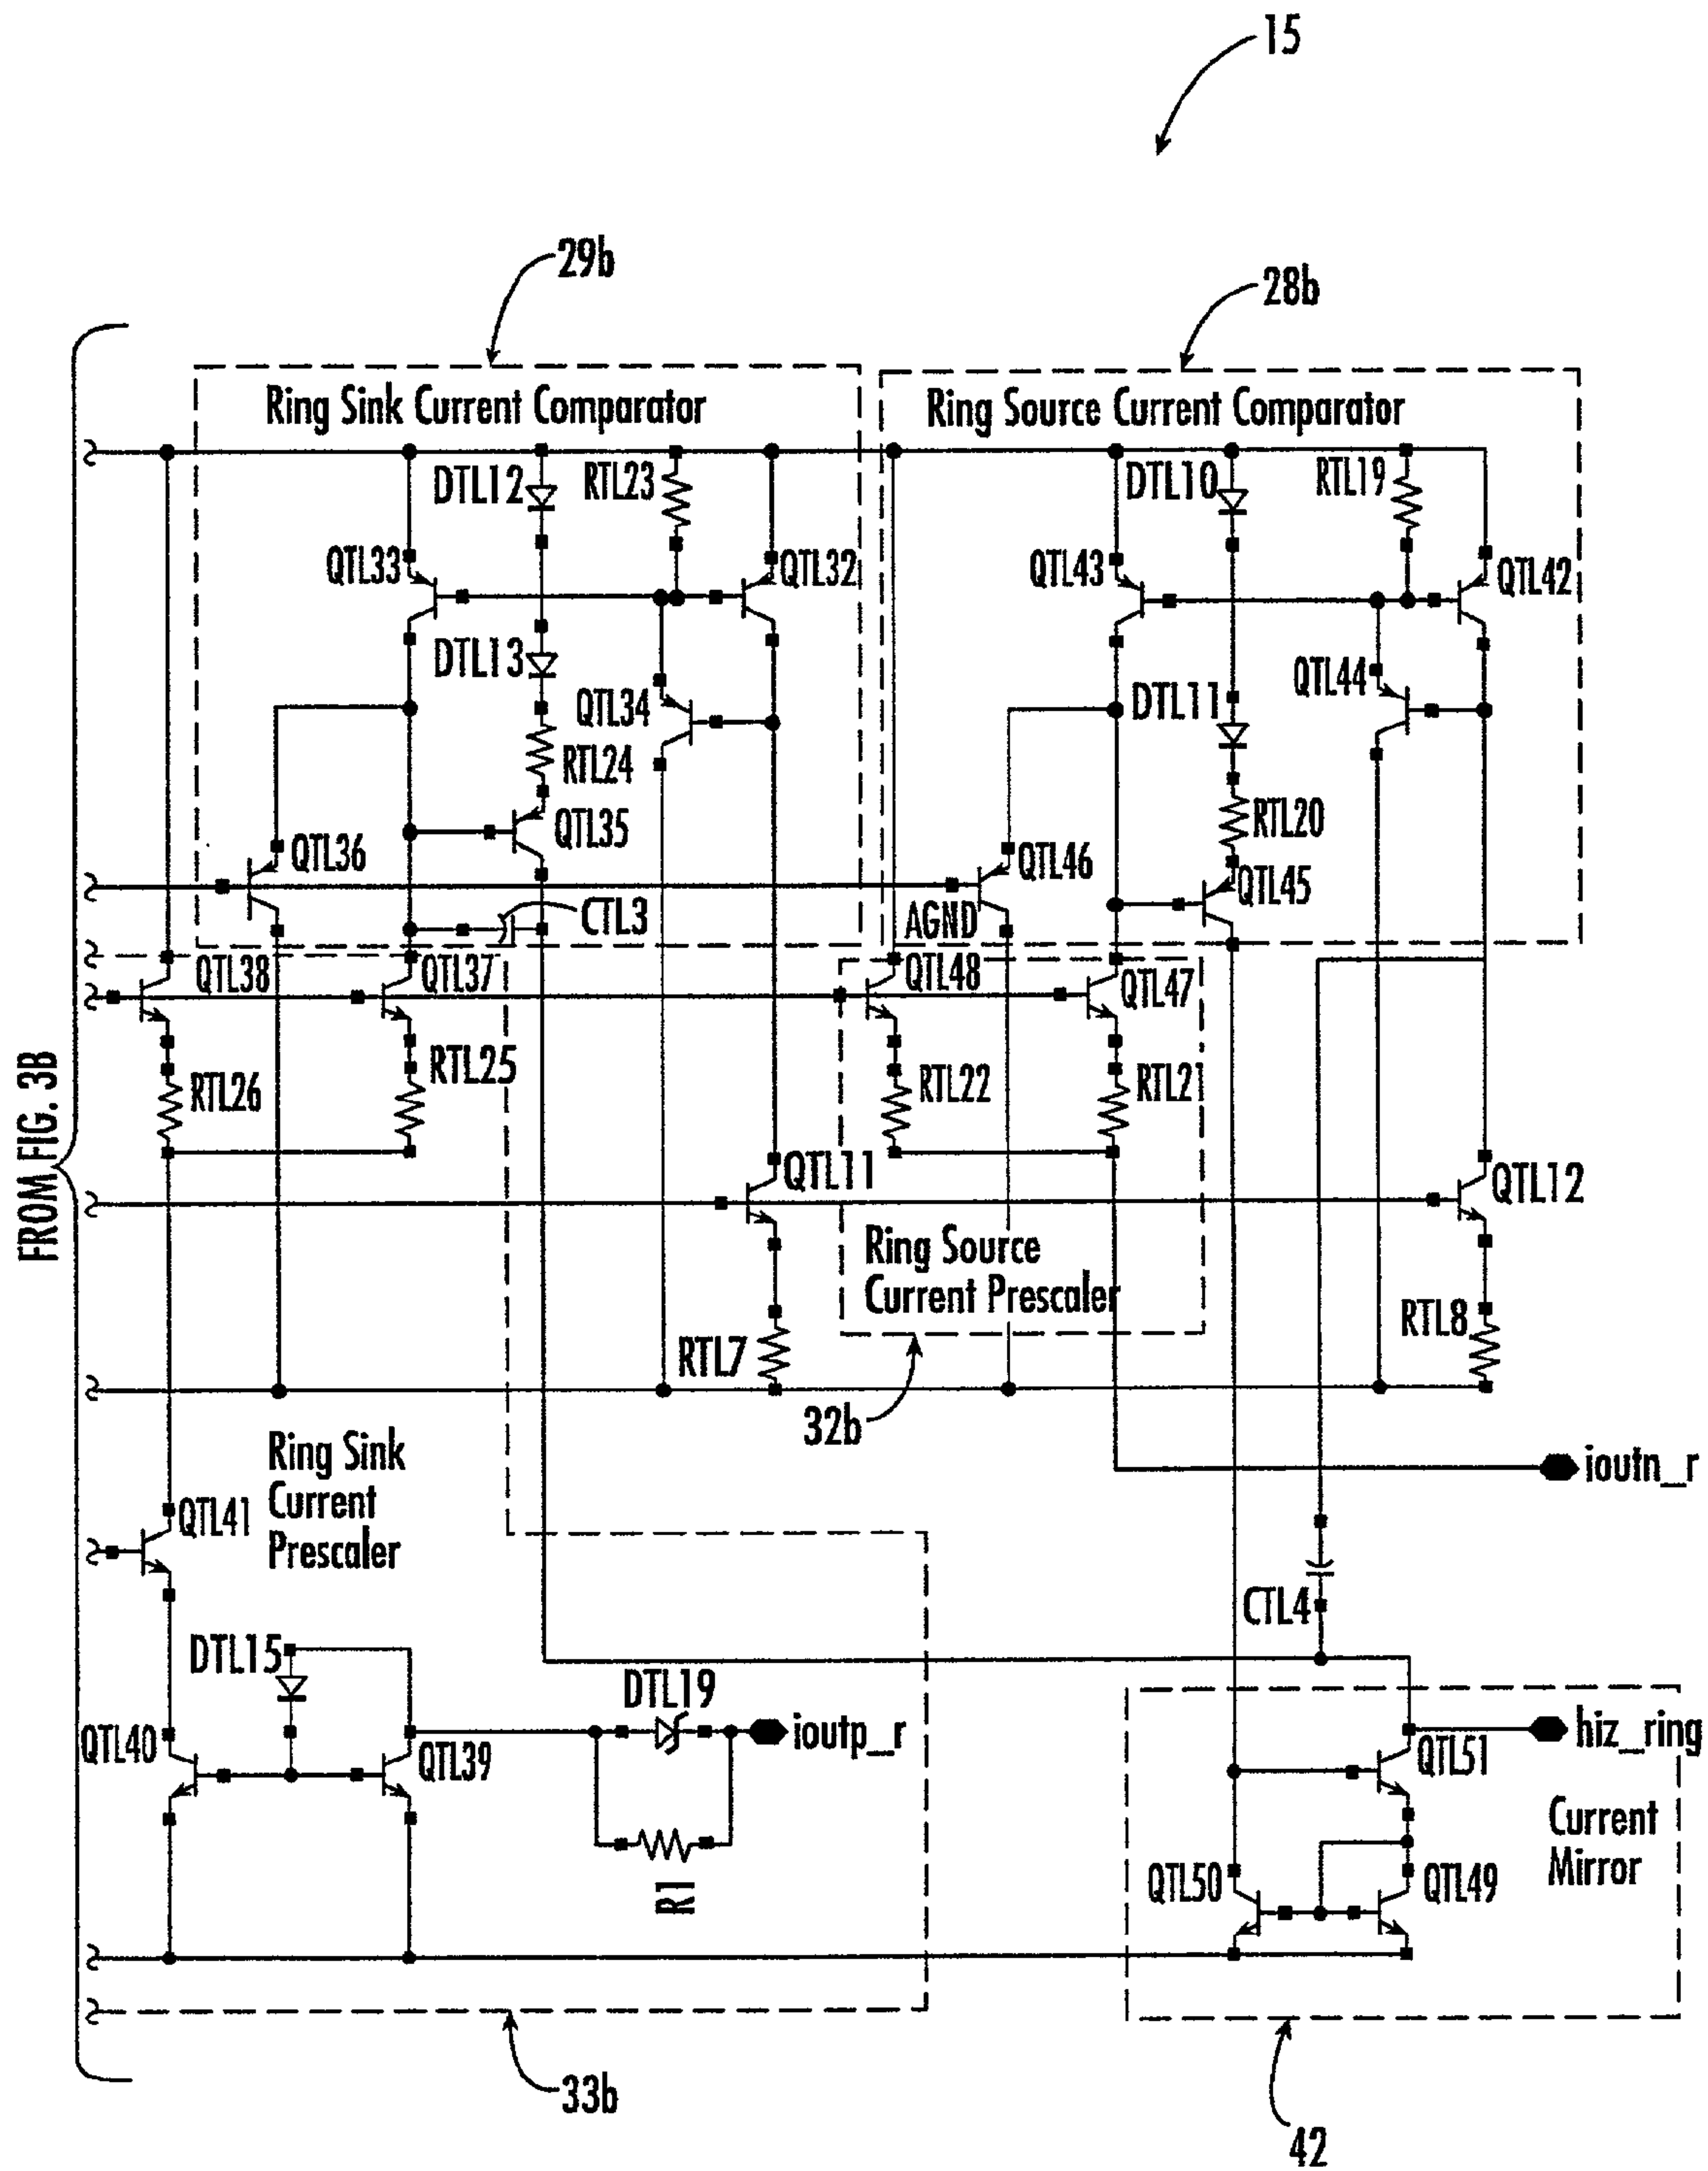 15
29b
28b
Ring Sink Current Comparator
Ring Source Current Comparator
DTL12
RTL23
DTL10
RTL19
QTL33
QTL32
QTL43
QTL42
DTL13
QTL34
RTL24
DTL11
QTL44
QTL36
QTL35
QTL46
RTL20
QTL45
CTL3
AGND
QTL38
QTL37
QTL48
QTL47
RTL26
RTL25
RTL22
RTL21
FROM FIG. 3B
QTL11
QTL12
Ring Source
Current Prescaler
RTL7
RTL8
32b
Ring Sink
Current
Prescaler
ioutn_r
QTL41
CTL4
DTL15
DTL19
ioutp_r
hiz_ring
QTL40
QTL39
QTL51
R1
Current
Mirror
QTL50
QTL49
33b
42